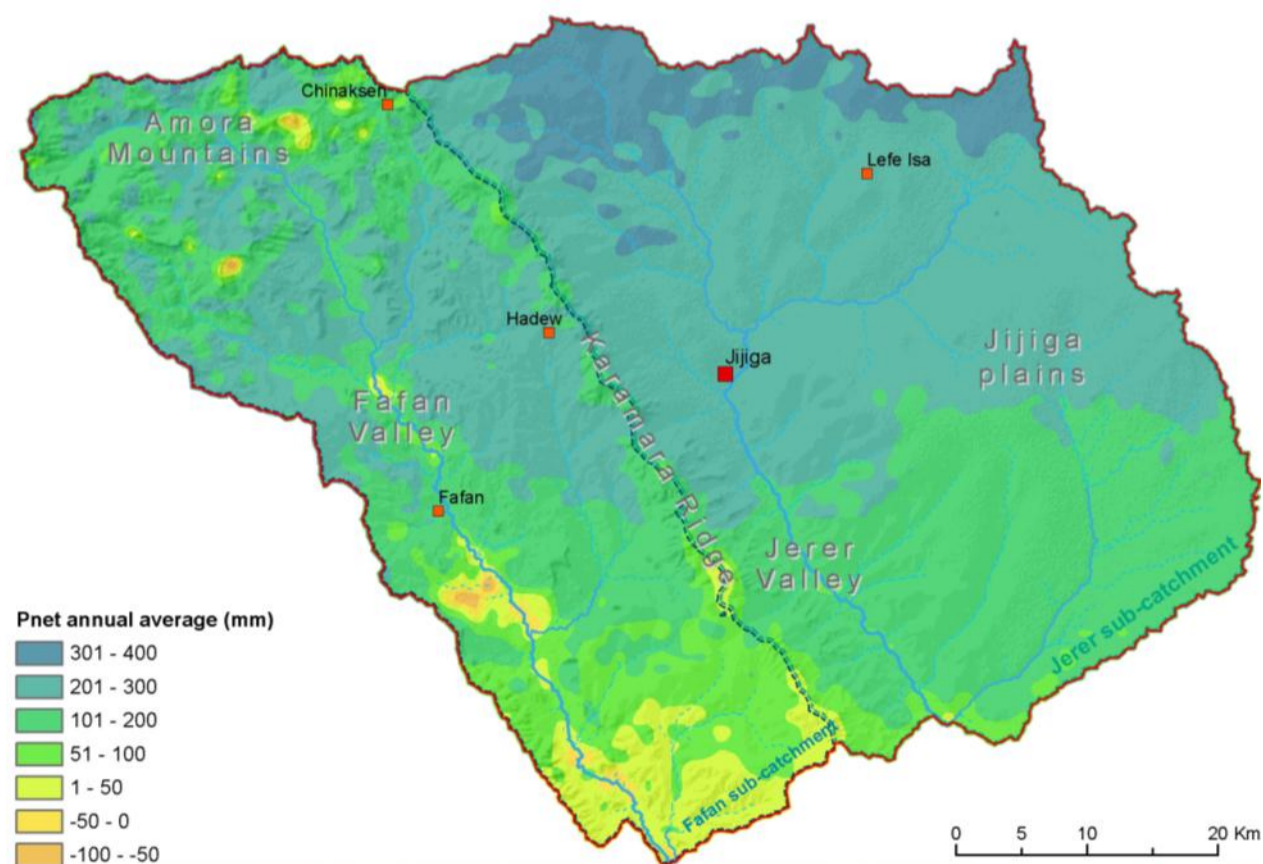 Chinaksen
Amora
Mountains
Lefe Isa
Hadew
Karamara Ridge
Jijiga
Jijiga
plains
Fafan
Valley
Fafan
Jerer
Valley
Jerer sub-catchment
Fafan sub-catchment
Pnet annual average (mm)
301 - 400
201 - 300
101 - 200
51 - 100
1 - 50
-50 - 0
-100 - -50
0 5 10 20 Km